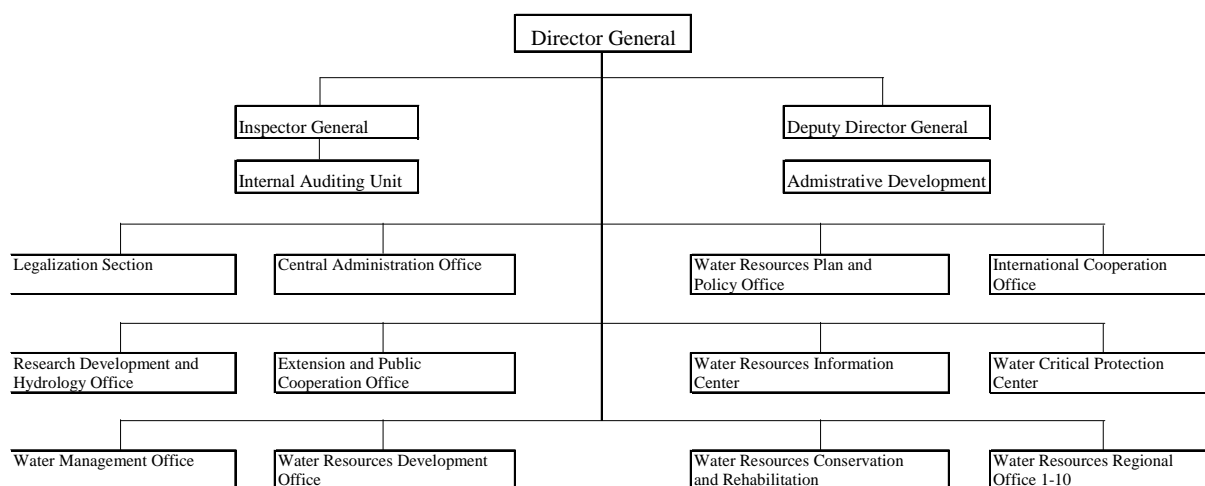 Director General
Inspector General
Deputy Director General
Internal Auditing Unit
Admistrative Development
Legalization Section
Central Administration Office
Water Resources Plan and
Policy Office
International Cooperation
Office
Research Development and
Hydrology Office
Extension and Public
Cooperation Office
Water Resources Information
Center
Water Critical Protection
Center
Water Management Office
Water Resources Development
Office
Water Resources Conservation
and Rehabilitation
Water Resources Regional
Office 1-10